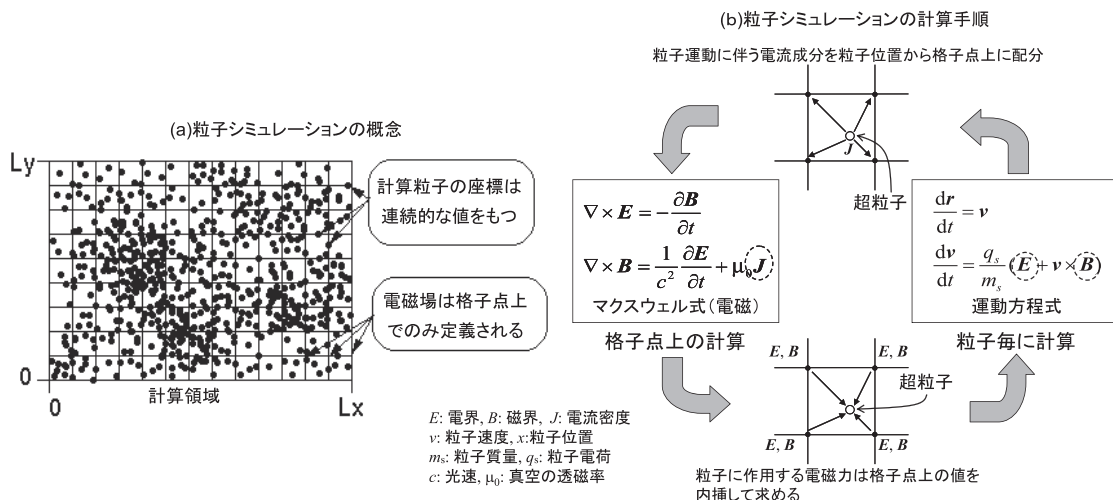 (a)粒子シミュレーションの概念
Ly
0
0
Lx
計算領域
計算粒子の座標は
連続的な値をもつ
電磁場は格子点上
でのみ定義される
E: 電界, B: 磁界, J: 電流密度
v: 粒子速度, x:粒子位置
mₛ: 粒子質量, qₛ: 粒子電荷
c: 光速, μ₀: 真空の透磁率
(b)粒子シミュレーションの計算手順
粒子運動に伴う電流成分を粒子位置から格子点上に配分
J
超粒子
∇ × E = −∂B/∂t
∇ × B = 1/c² ∂E/∂t + μ₀J
マクスウェル式(電磁)
格子点上の計算
dr/dt = v
dv/dt = qₛ/mₛ (E + v × B)
運動方程式
粒子毎に計算
E, B
E, B
超粒子
E, B
E, B
粒子に作用する電磁力は格子点上の値を
内挿して求める